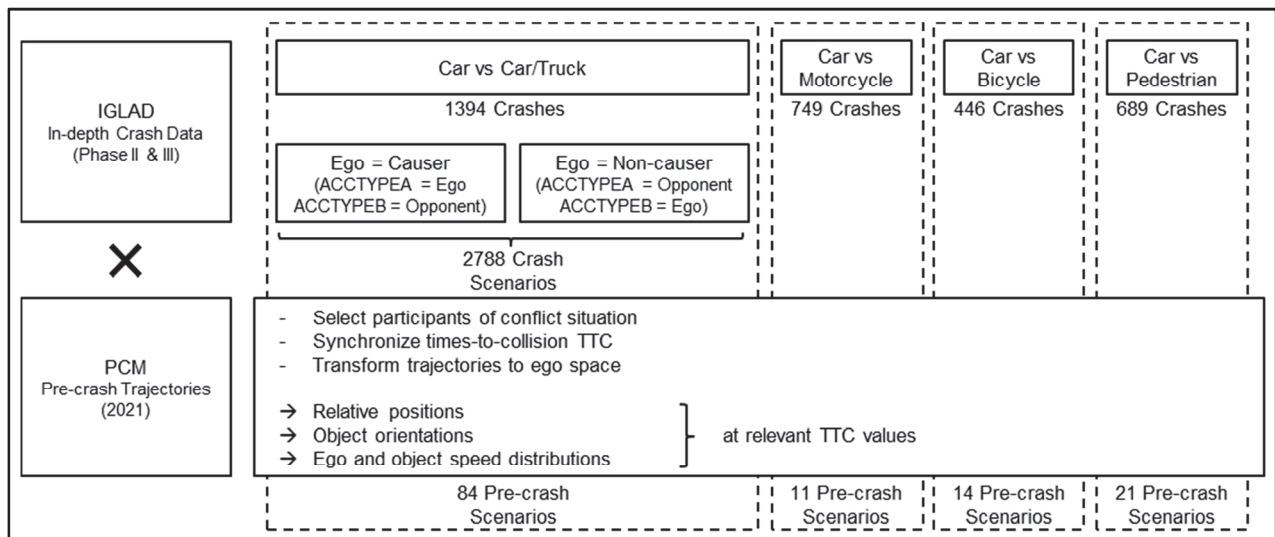 IGLAD
In-depth Crash Data
(Phase II & III)
PCM
Pre-crash Trajectories
(2021)
Car vs Car/Truck
1394 Crashes
Ego = Causer
(ACCTYPEA = Ego
ACCTYPEB = Opponent)
Ego = Non-causer
(ACCTYPEA = Opponent
ACCTYPEB = Ego)
2788 Crash
Scenarios
Car vs
Motorcycle
749 Crashes
Car vs
Bicycle
446 Crashes
Car vs
Pedestrian
689 Crashes
- Select participants of conflict situation
- Synchronize times-to-collision TTC
- Transform trajectories to ego space
→ Relative positions
→ Object orientations
→ Ego and object speed distributions
at relevant TTC values
84 Pre-crash
Scenarios
11 Pre-crash
Scenarios
14 Pre-crash
Scenarios
21 Pre-crash
Scenarios